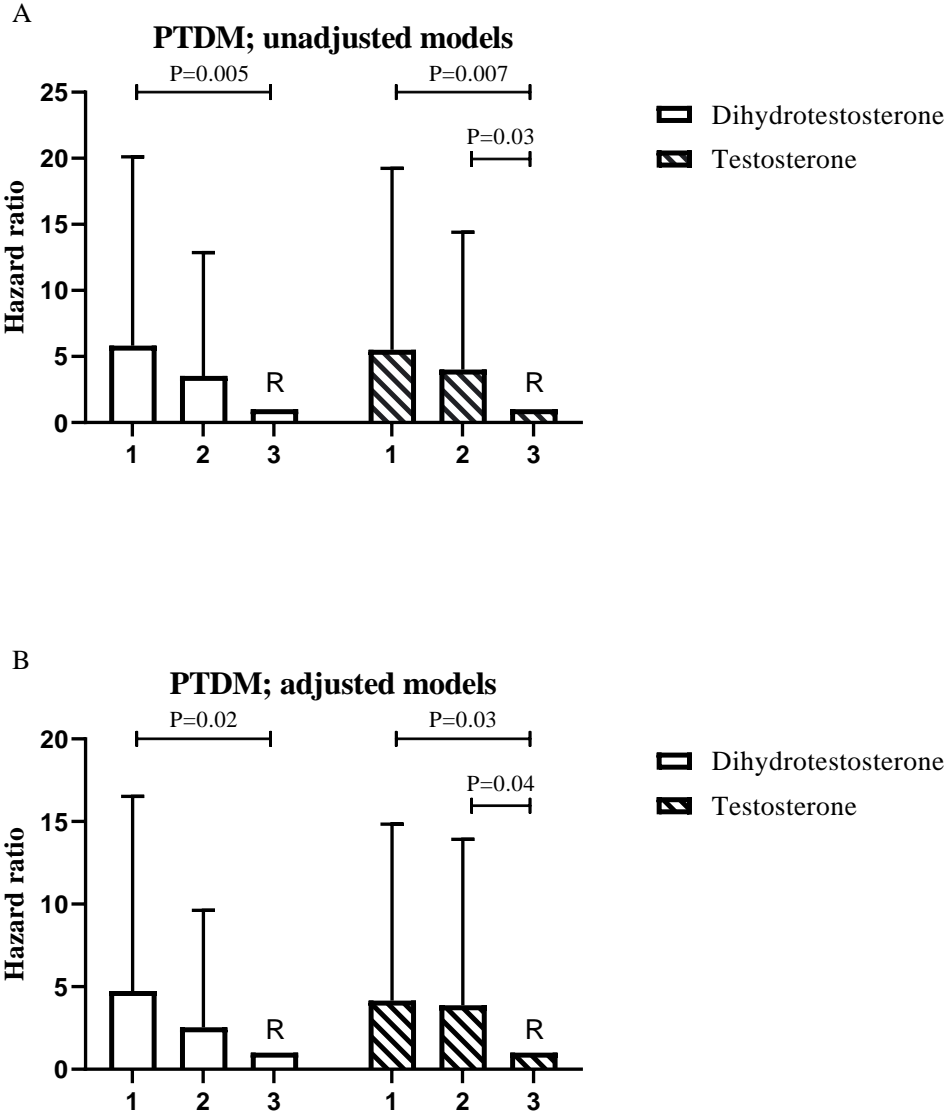 A
PTDM; unadjusted models
P=0.005
P=0.007
P=0.03
25
20
15
10
5
0
Hazard ratio
R
R
1 2 3 1 2 3
Dihydrotestosterone
Testosterone
B
PTDM; adjusted models
P=0.02
P=0.03
P=0.04
20
15
10
5
0
Hazard ratio
R
R
1 2 3 1 2 3
Dihydrotestosterone
Testosterone